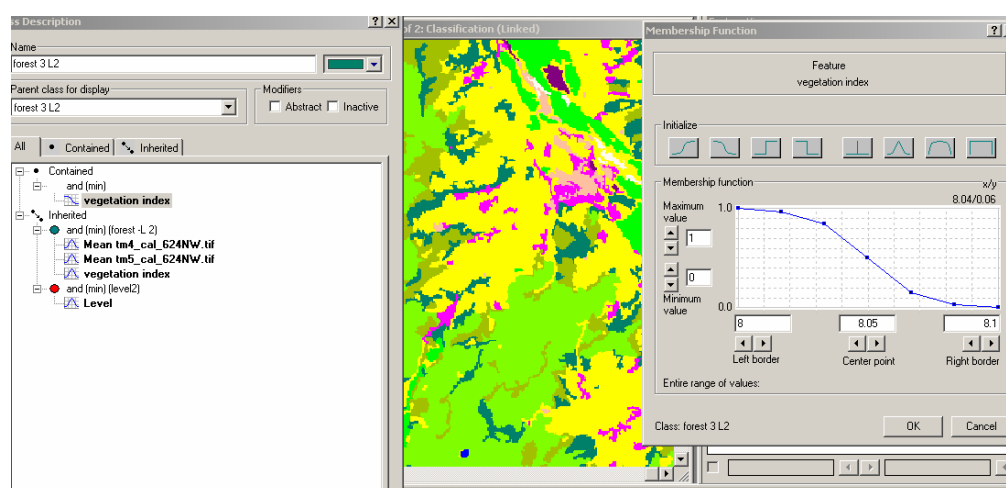 ss Description
Name
forest 3 L2
Parent class for display
forest 3 L2
Modifiers
Abstract
Inactive
All
Contained
Inherited
Contained
and (min)
vegetation index
Inherited
and (min) (forest -L 2)
Mean tm4_cal_624NW.tif
Mean tm5_cal_624NW.tif
vegetation index
and (min) (level2)
Level
of 2: Classification (Linked)
Membership Function
Feature
vegetation index
Initialize
Membership function
x/y
8.04/0.06
Maximum
value
1
0
Minimum
value
1.0
0.0
8
8.05
8.1
Left border
Center point
Right border
Entire range of values:
Class: forest 3 L2
OK
Cancel